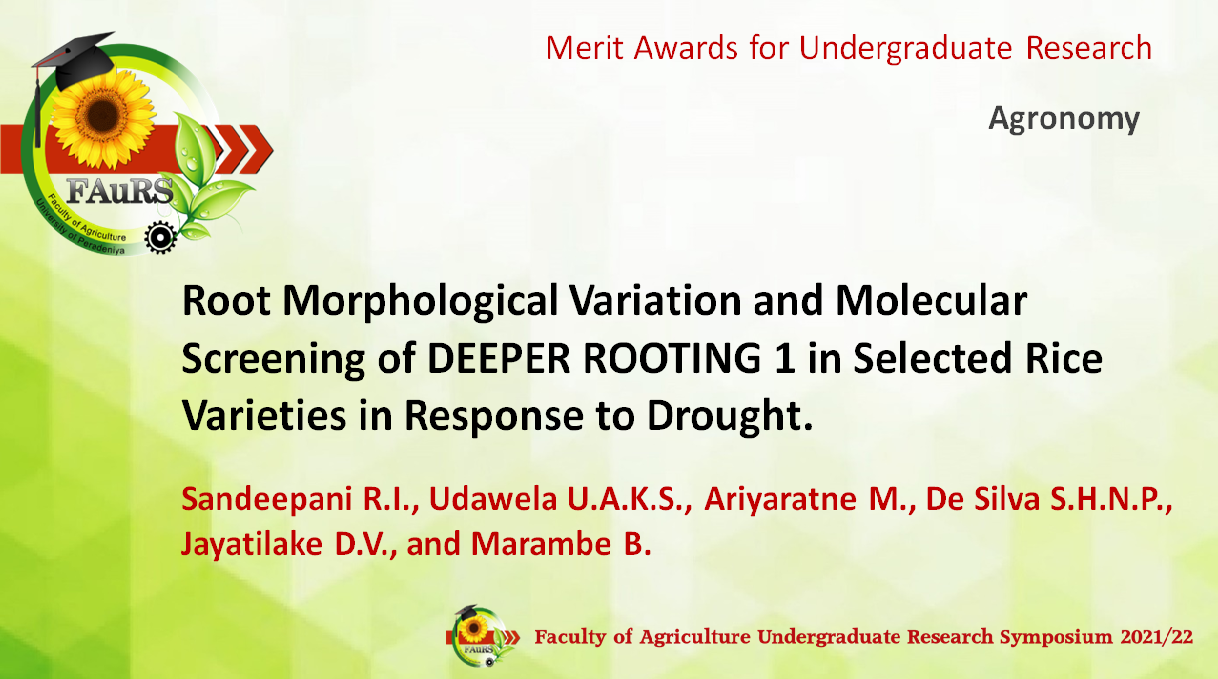 Merit Awards for Undergraduate Research
Agronomy
FAuRS
Faculty of Agriculture
University of Peradeniya
Root Morphological Variation and Molecular
Screening of DEEPER ROOTING 1 in Selected Rice
Varieties in Response to Drought.
Sandeepani R.I., Udawela U.A.K.S., Ariyaratne M., De Silva S.H.N.P.,
Jayatilake D.V., and Marambe B.
FAuRS
Faculty of Agriculture Undergraduate Research Symposium 2021/22